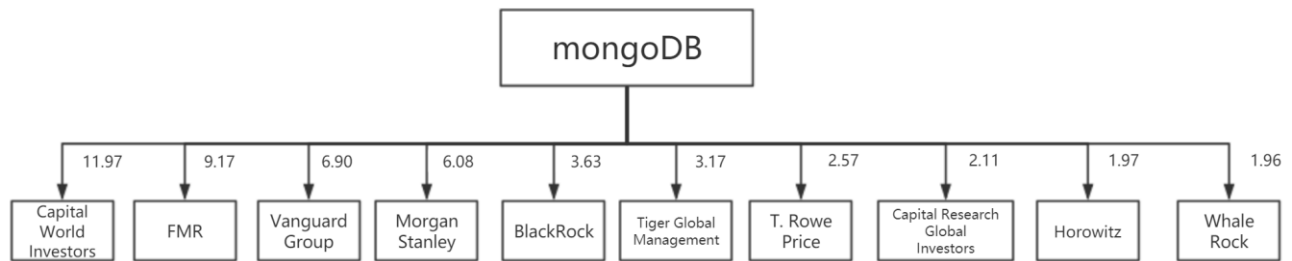 mongoDB
11.97 9.17 6.90 6.08 3.63 3.17 2.57 2.11 1.97 1.96
Capital
World
Investors
FMR
Vanguard
Group
Morgan
Stanley
BlackRock
Tiger Global
Management
T. Rowe
Price
Capital Research
Global
Investors
Horowitz
Whale
Rock